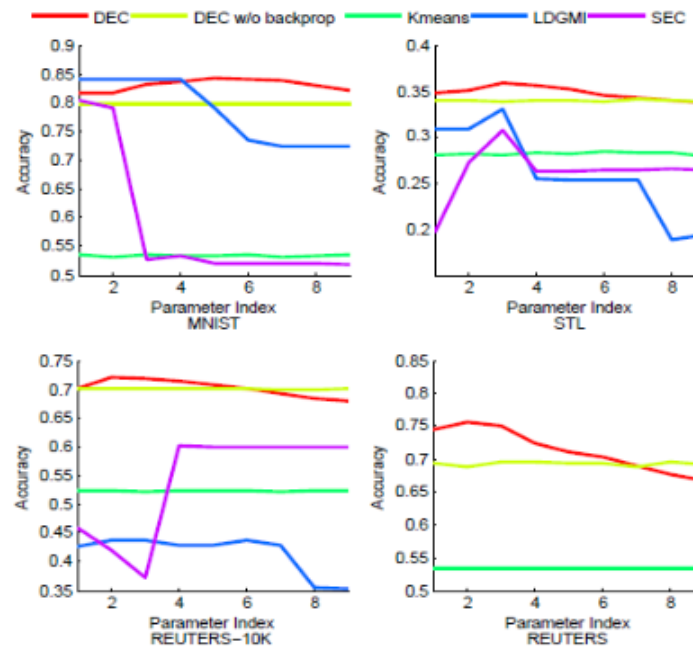 DEC DEC w/o backprop Kmeans LDGMI SEC
0.9
0.85
0.8
0.75
0.7
0.65
0.6
0.55
0.5
Accuracy
2 4 6 8
Parameter Index
MNIST
0.4
0.35
0.3
0.25
0.2
Accuracy
2 4 6 8
Parameter Index
STL
0.75
0.7
0.65
0.6
0.55
0.5
0.45
0.4
0.35
Accuracy
2 4 6 8
Parameter Index
REUTERS-10K
0.85
0.8
0.75
0.7
0.65
0.6
0.55
0.5
Accuracy
2 4 6 8
Parameter Index
REUTERS